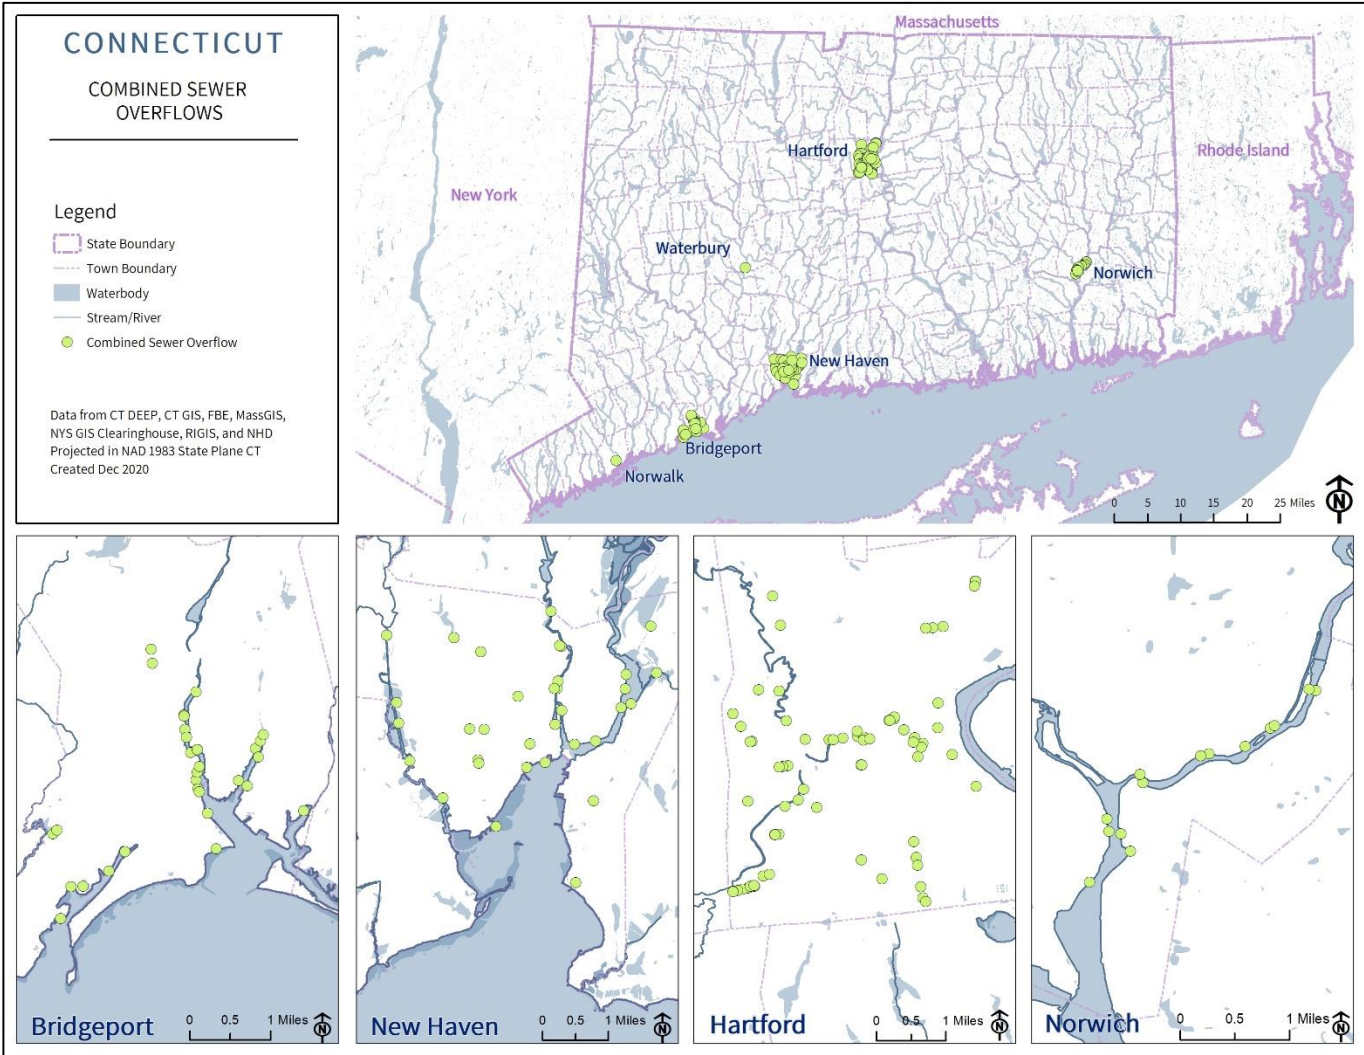 CONNECTICUT
COMBINED SEWER
OVERFLOWS
Legend
State Boundary
Town Boundary
Waterbody
Stream/River
Combined Sewer Overflow
Data from CT DEEP, CT GIS, FBE, MassGIS,
NYS GIS Clearinghouse, RIGIS, and NHD
Projected in NAD 1983 State Plane CT
Created Dec 2020
Massachusetts
Hartford
Rhode Island
New York
Waterbury
Norwich
New Haven
Bridgeport
Norwalk
0 5 10 15 20 25 Miles
N
Bridgeport
0 0.5 1 Miles
N
New Haven
0 0.5 1 Miles
N
Hartford
0 0.5 1 Miles
N
Norwich
0 0.5 1 Miles
N